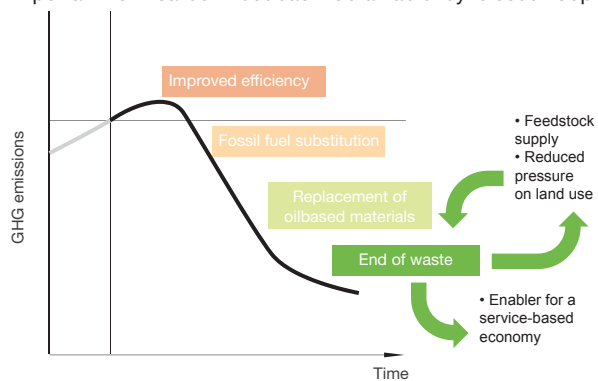 Improved efficiency
Fossil fuel substitution
Replacement of
oilbased materials
End of waste
• Feedstock
supply
• Reduced
pressure
on land use
• Enabler for a
service-based
economy
GHG emissions
Time